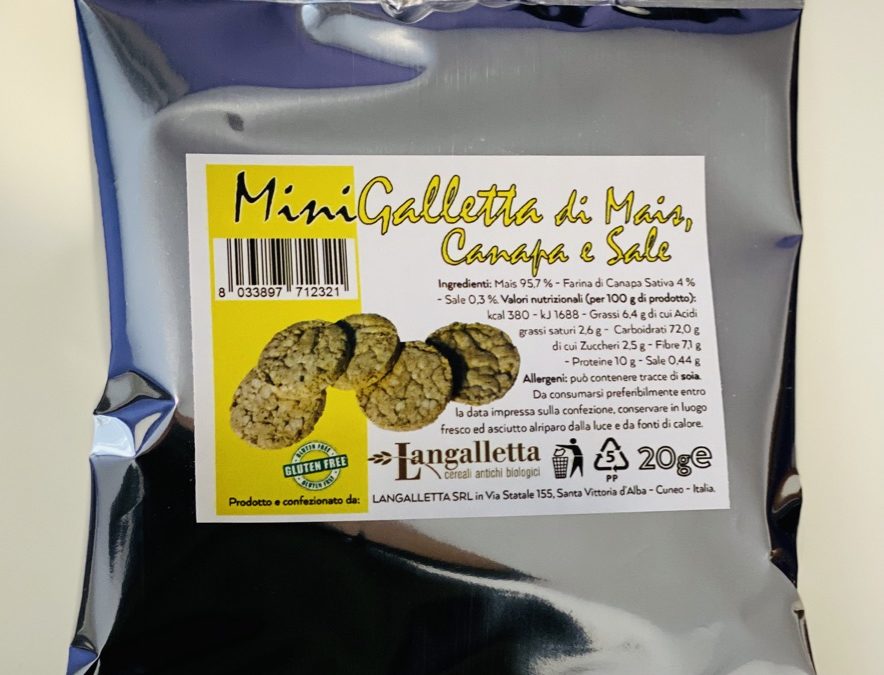 MiniGalletta di Mais,
Canapa e Sale
8 033897 712321
Ingredienti: Mais 95,7 % - Farina di Canapa Sativa 4 %
- Sale 0,3 %. Valori nutrizionali (per 100 g di prodotto):
kcal 380 - kJ 1688 - Grassi 6,4 g di cui Acidi
grassi saturi 2,6 g - Carboidrati 72,0 g
di cui Zuccheri 2,5 g - Fibre 7,1 g
- Proteine 10 g - Sale 0,44 g
Allergeni: può contenere tracce di soia.
Da consumarsi preferibilmente entro
la data impressa sulla confezione, conservare in luogo
fresco ed asciutto alriparo dalla luce e da fonti di calore.
GLUTEN FREE
GLUTEN FREE
GLUTEN FREE
Langalletta
cereali antichi biologici
5
PP
20g e
Prodotto e confezionato da: LANGALLETTA SRL in Via Statale 155, Santa Vittoria d'Alba - Cuneo - Italia.